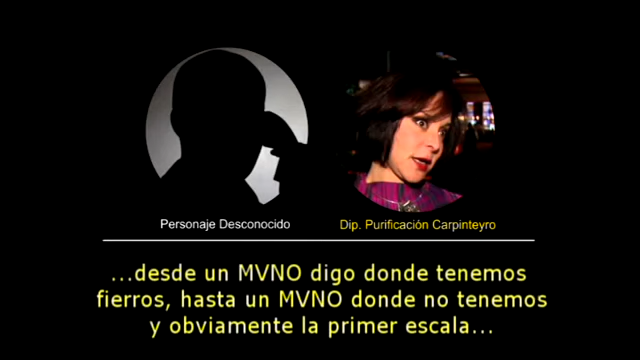 Personaje Desconocido
Dip. Purificación Carpinteyro
...desde un MVNO digo donde tenemos
fierros, hasta un MVNO donde no tenemos
y obviamente la primer escala...